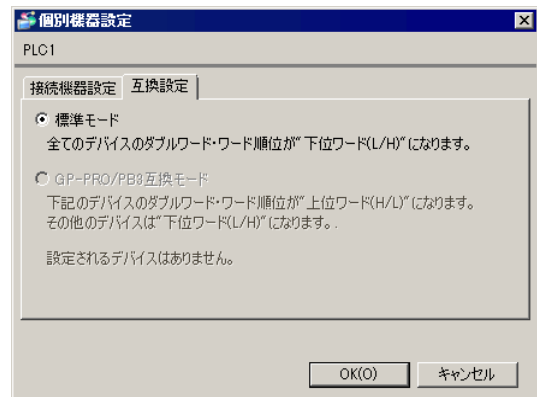 個別機器設定
PLC1
接続機器設定 互換設定
標準モード
全てのデバイスのダブルワード・ワード順位が"下位ワード(L/H)"になります。
GP-PRO/PB3互換モード
下記のデバイスのダブルワード・ワード順位が"上位ワード(H/L)"になります。
その他のデバイスは"下位ワード(L/H)"になります。.
設定されるデバイスはありません。
OK(O) キャンセル